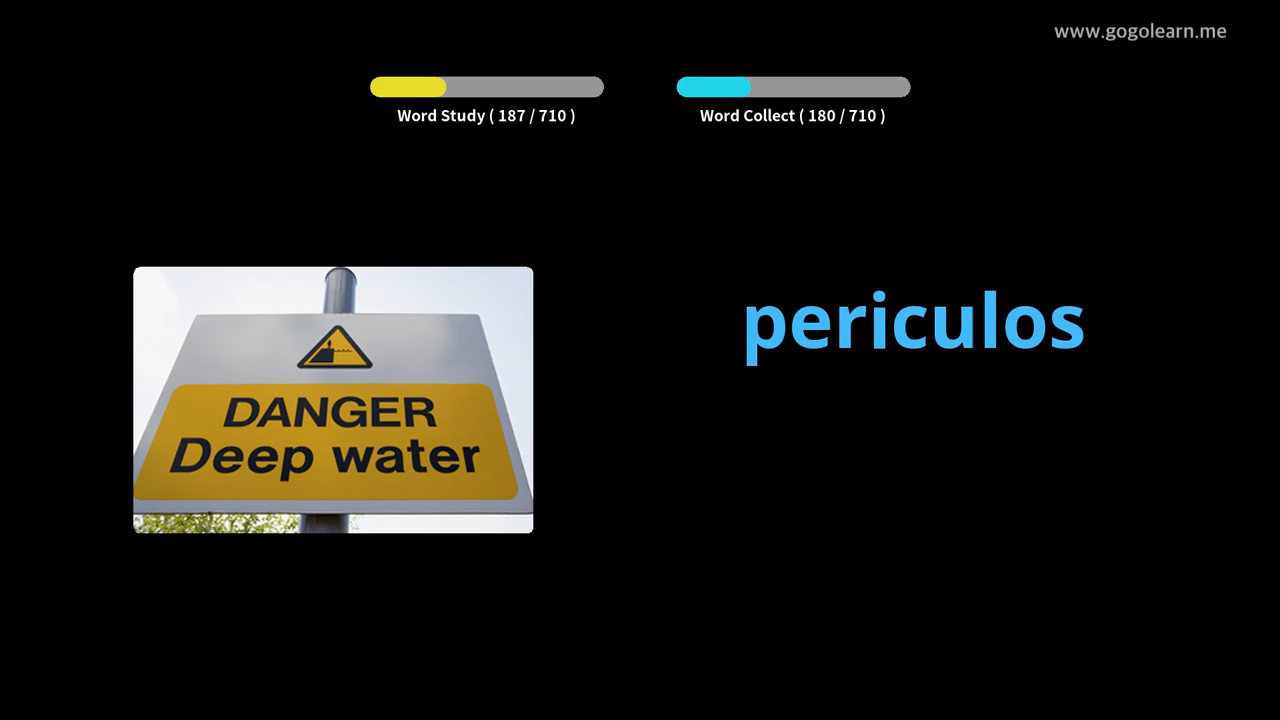 www.gogolearn.me
Word Study ( 187 / 710 )
Word Collect ( 180 / 710 )
DANGER
Deep water
periculos